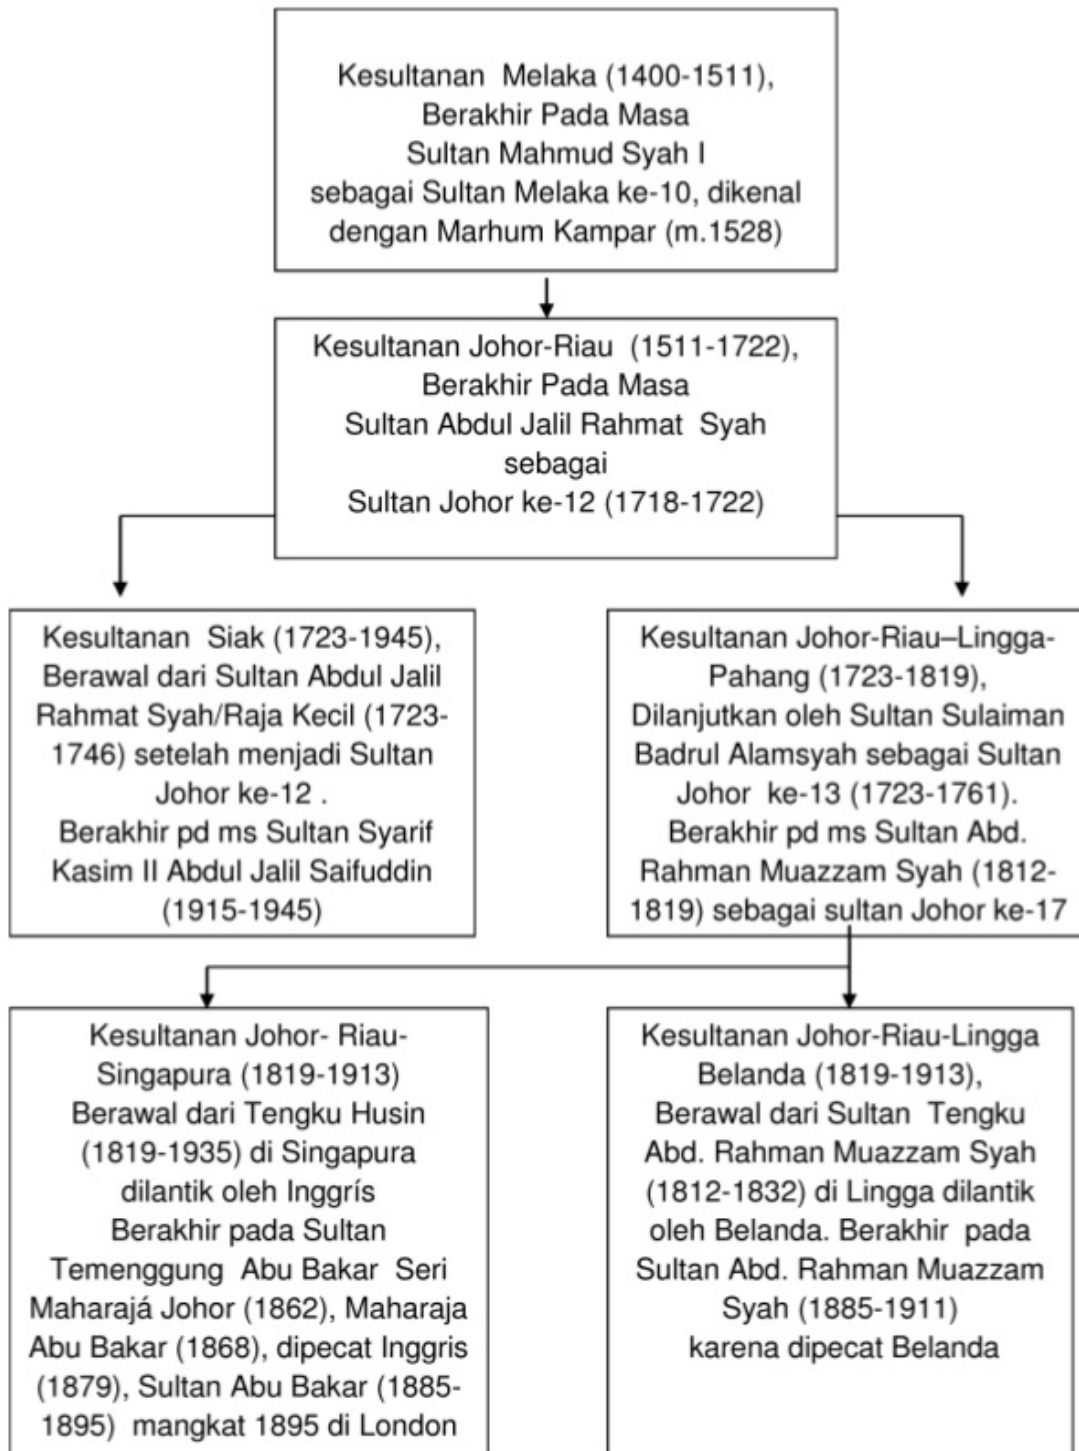 Kesultanan Melaka (1400-1511),
Berakhir Pada Masa
Sultan Mahmud Syah I
sebagai Sultan Melaka ke-10, dikenal
dengan Marhum Kampar (m.1528)
Kesultanan Johor-Riau (1511-1722),
Berakhir Pada Masa
Sultan Abdul Jalil Rahmat Syah
sebagai
Sultan Johor ke-12 (1718-1722)
Kesultanan Siak (1723-1945),
Berawal dari Sultan Abdul Jalil
Rahmat Syah/Raja Kecil (1723-
1746) setelah menjadi Sultan
Johor ke-12 .
Berakhir pd ms Sultan Syarif
Kasim II Abdul Jalil Saifuddin
(1915-1945)
Kesultanan Johor-Riau–Lingga-
Pahang (1723-1819),
Dilanjutkan oleh Sultan Sulaiman
Badrul Alamsyah sebagai Sultan
Johor ke-13 (1723-1761).
Berakhir pd ms Sultan Abd.
Rahman Muazzam Syah (1812-
1819) sebagai sultan Johor ke-17
Kesultanan Johor- Riau-
Singapura (1819-1913)
Berawal dari Tengku Husin
(1819-1935) di Singapura
dilantik oleh Inggrís
Berakhir pada Sultan
Temenggung Abu Bakar Seri
Maharajá Johor (1862), Maharaja
Abu Bakar (1868), dipecat Inggris
(1879), Sultan Abu Bakar (1885-
1895) mangkat 1895 di London
Kesultanan Johor-Riau-Lingga
Belanda (1819-1913),
Berawal dari Sultan Tengku
Abd. Rahman Muazzam Syah
(1812-1832) di Lingga dilantik
oleh Belanda. Berakhir pada
Sultan Abd. Rahman Muazzam
Syah (1885-1911)
karena dipecat Belanda